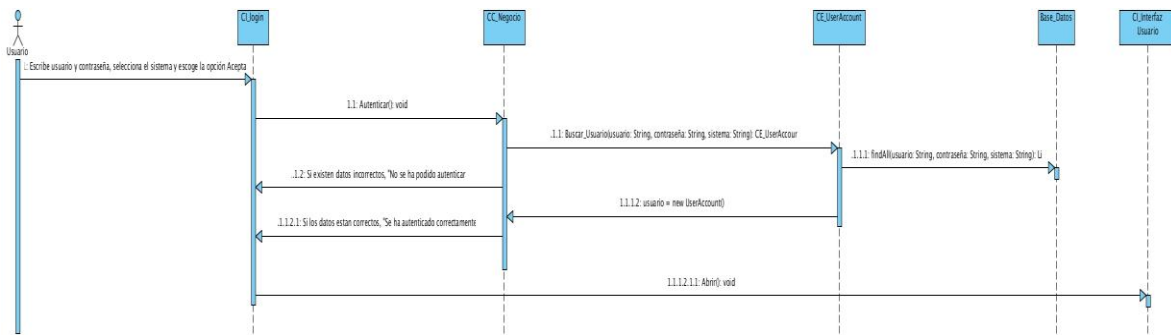 CI_login
CC_Negocio
CE_UserAccount
Base_Datos
CI_Interfaz
Usuario
Usuario
.: Escribe usuario y contraseña, selecciona el sistema y escoge la opción Acepta
1.1: Autenticar(): void
.1.1: Buscar_Usuario(usuario: String, contraseña: String, sistema: String): CE_UserAccour
.1.1.1: findAll(usuario: String, contraseña: String, sistema: String): Li
.1.2: Si existen datos incorrectos, "No se ha podido autenticar
1.1.1.2: usuario = new UserAccount()
.1.1.2.1: Si los datos estan correctos, "Se ha autenticado correctamente
1.1.1.2.1.1: Abrir(): void